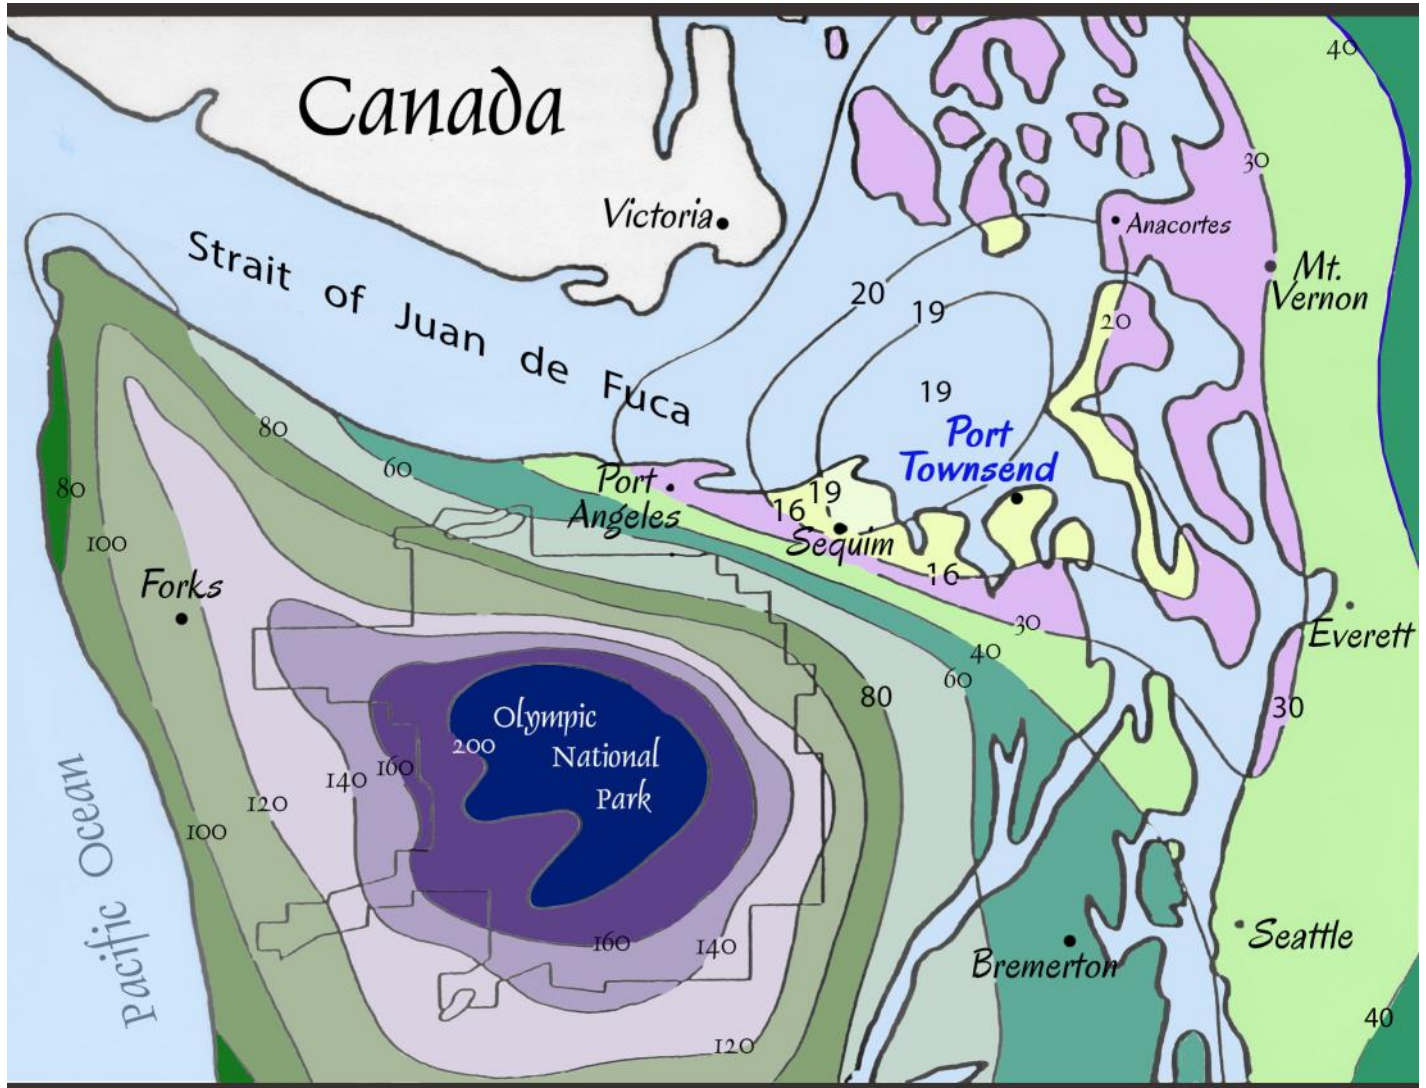 Canada
40
30
Victoria
Anacortes
Strait of Juan de Fuca
20
19
Mt.
Vernon
20
19
80
Port
Townsend
60
Port
Angeles
80
19
16
Sequim
100
16
Forks
30
Everett
40
60
80
30
Olympic
200
National
Park
140
160
120
100
Pacific Ocean
160
140
Seattle
Bremerton
40
120